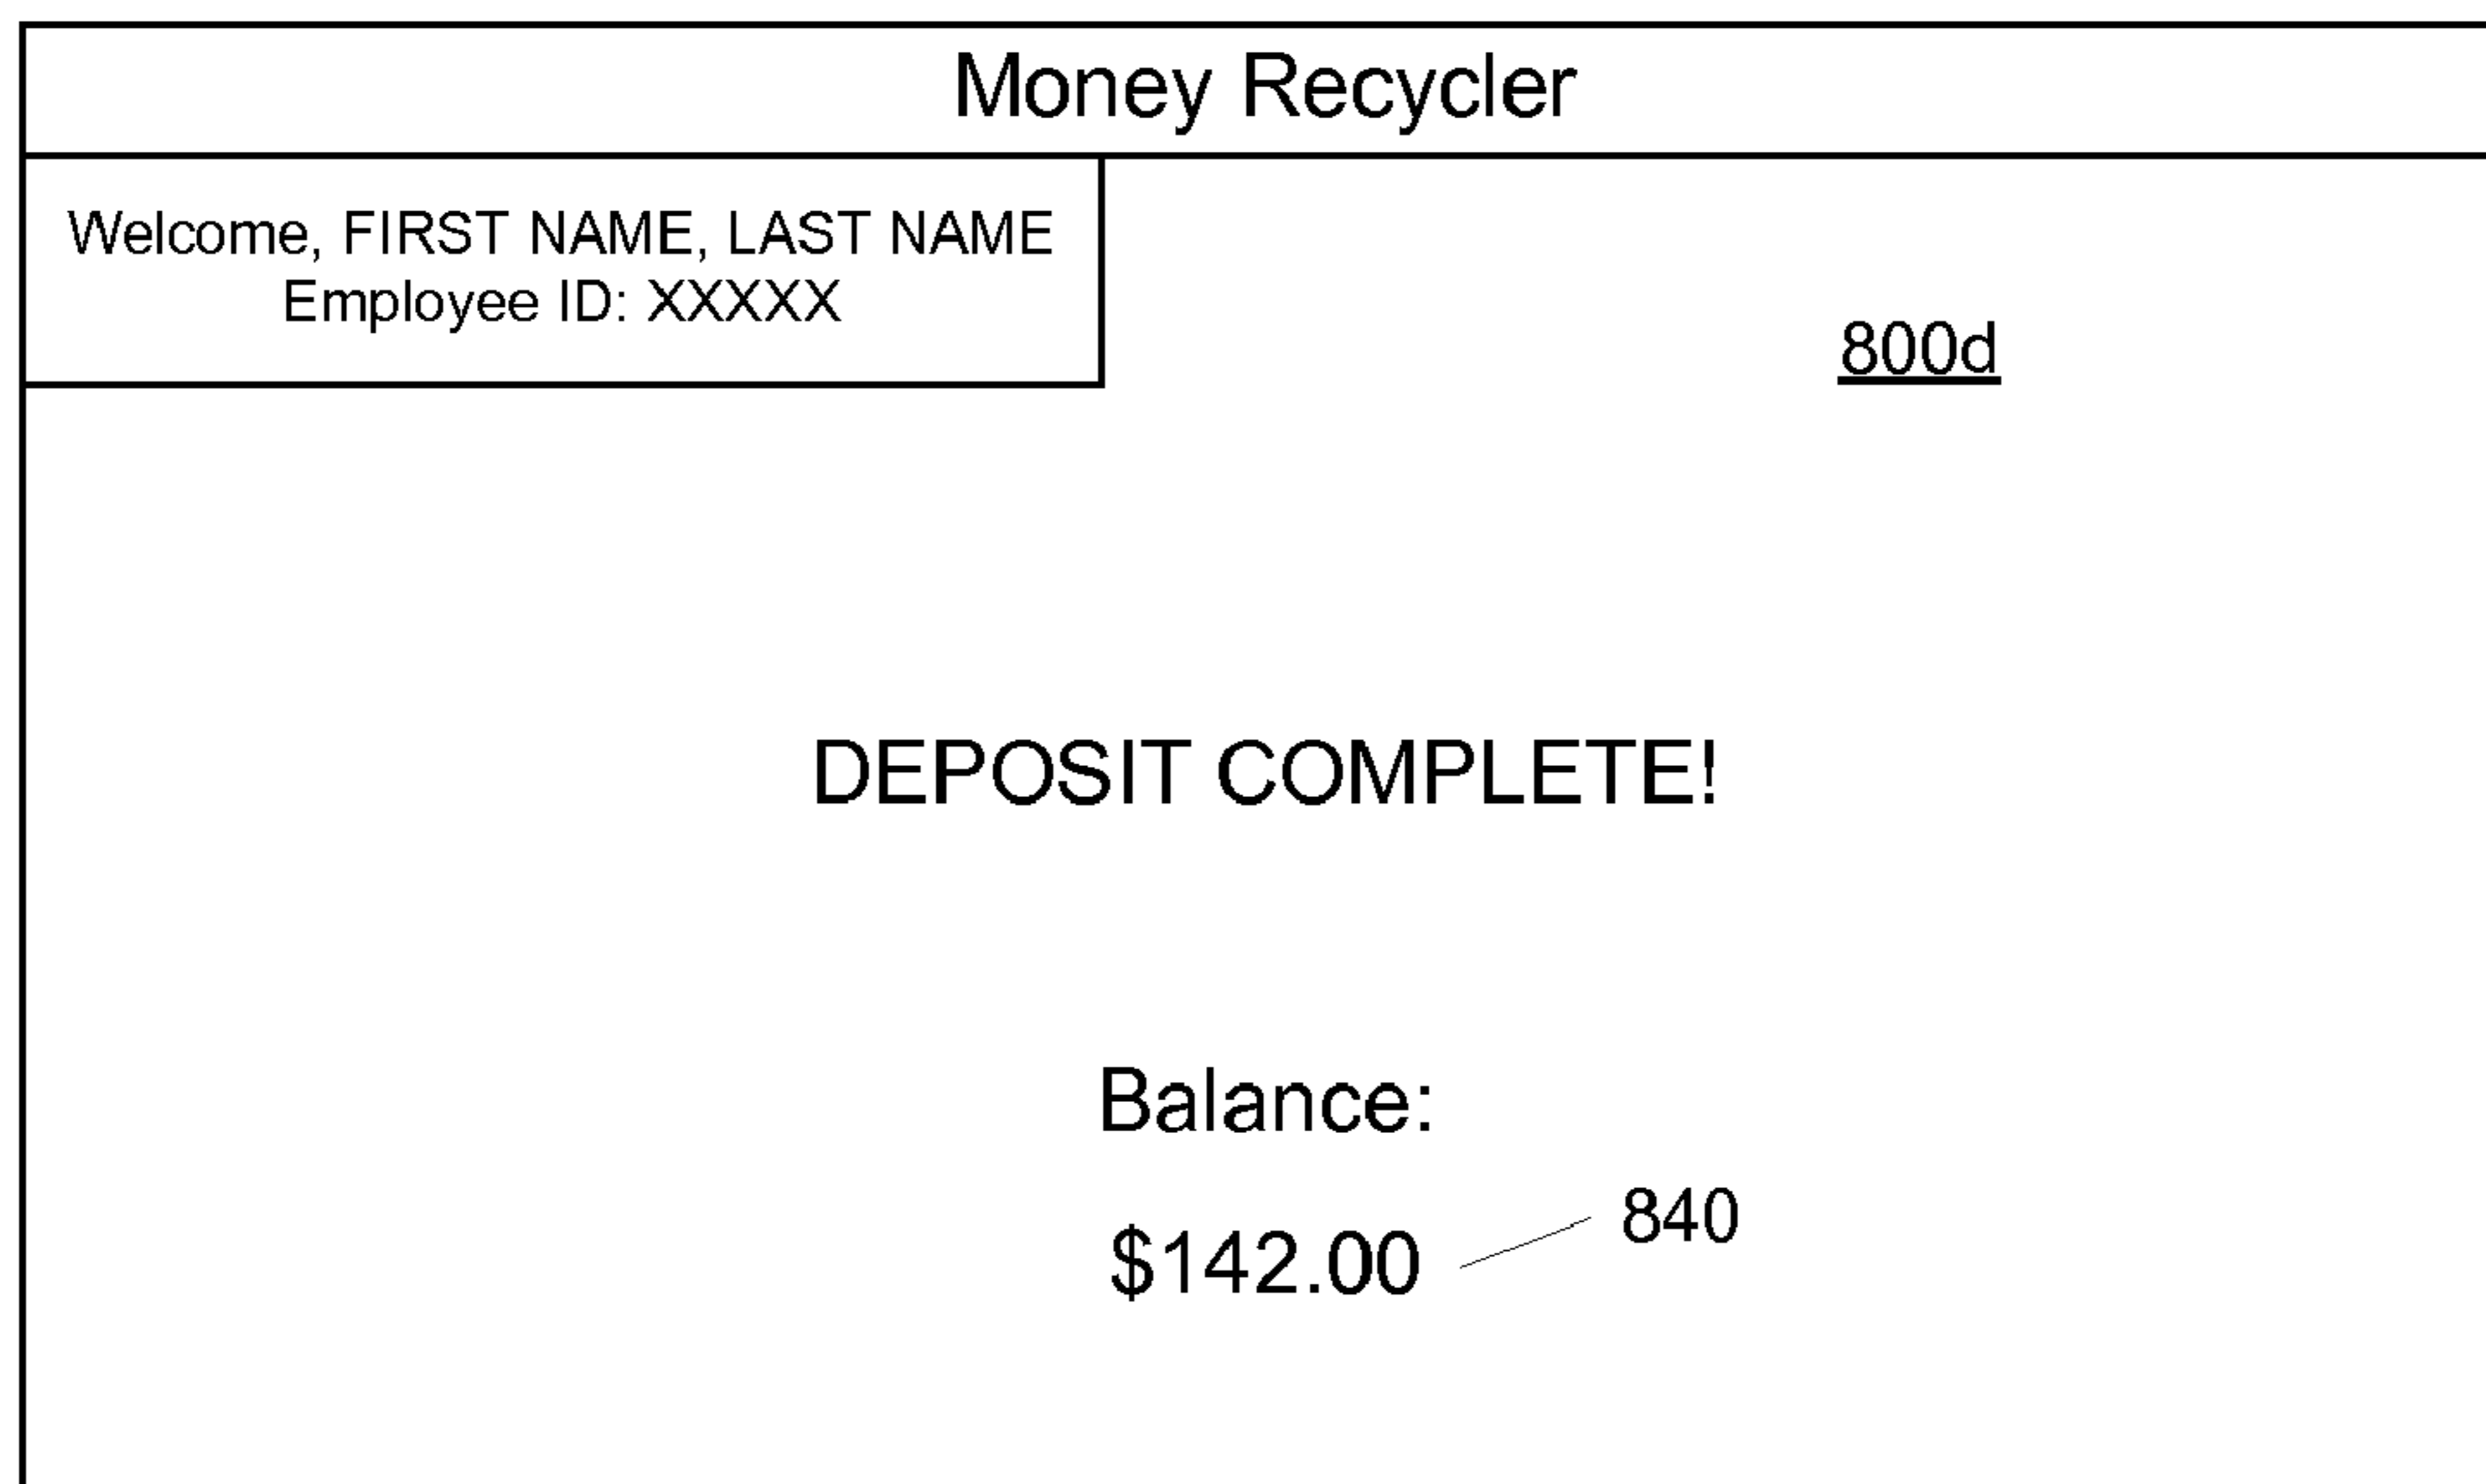 Money Recycler
Welcome, FIRST NAME, LAST NAME
Employee ID: XXXXX
800d
DEPOSIT COMPLETE!
Balance:
840
$142.00